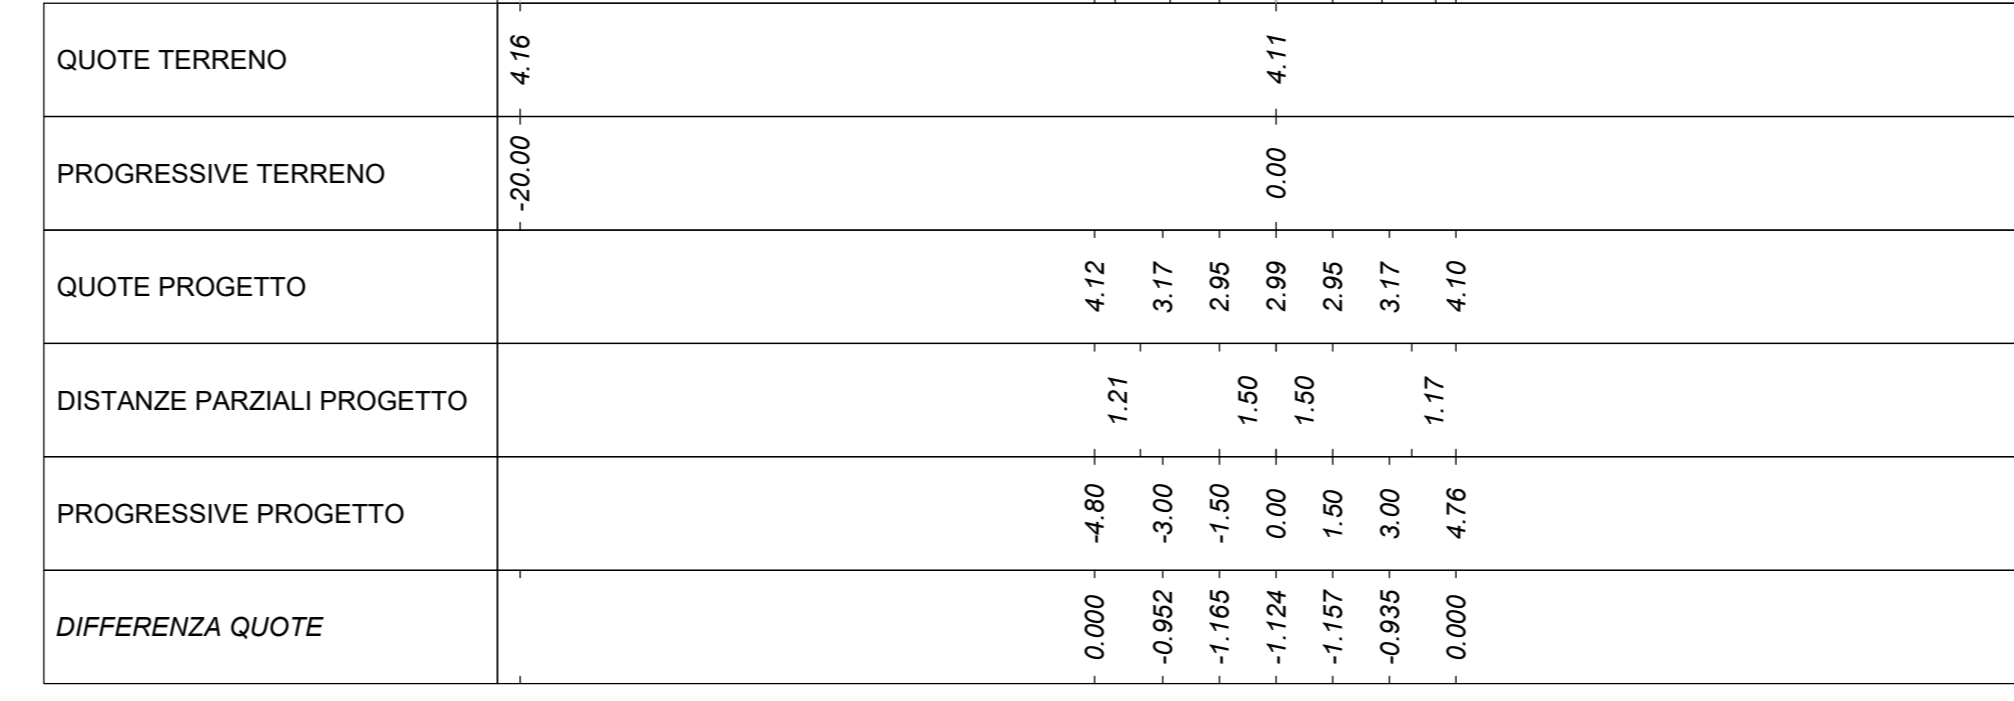 QUOTE TERRENO 4.16 4.11
PROGRESSIVE TERRENO -20.00 0.00
QUOTE PROGETTO 4.12 3.17 2.95 2.99 2.95 3.17 4.10
DISTANZE PARZIALI PROGETTO 1.21 1.50 1.50 1.17
PROGRESSIVE PROGETTO -4.80 -3.00 -1.50 0.00 1.50 3.00 4.76
DIFFERENZA QUOTE 0.000 -0.952 -1.165 -1.124 -1.157 -0.935 0.000